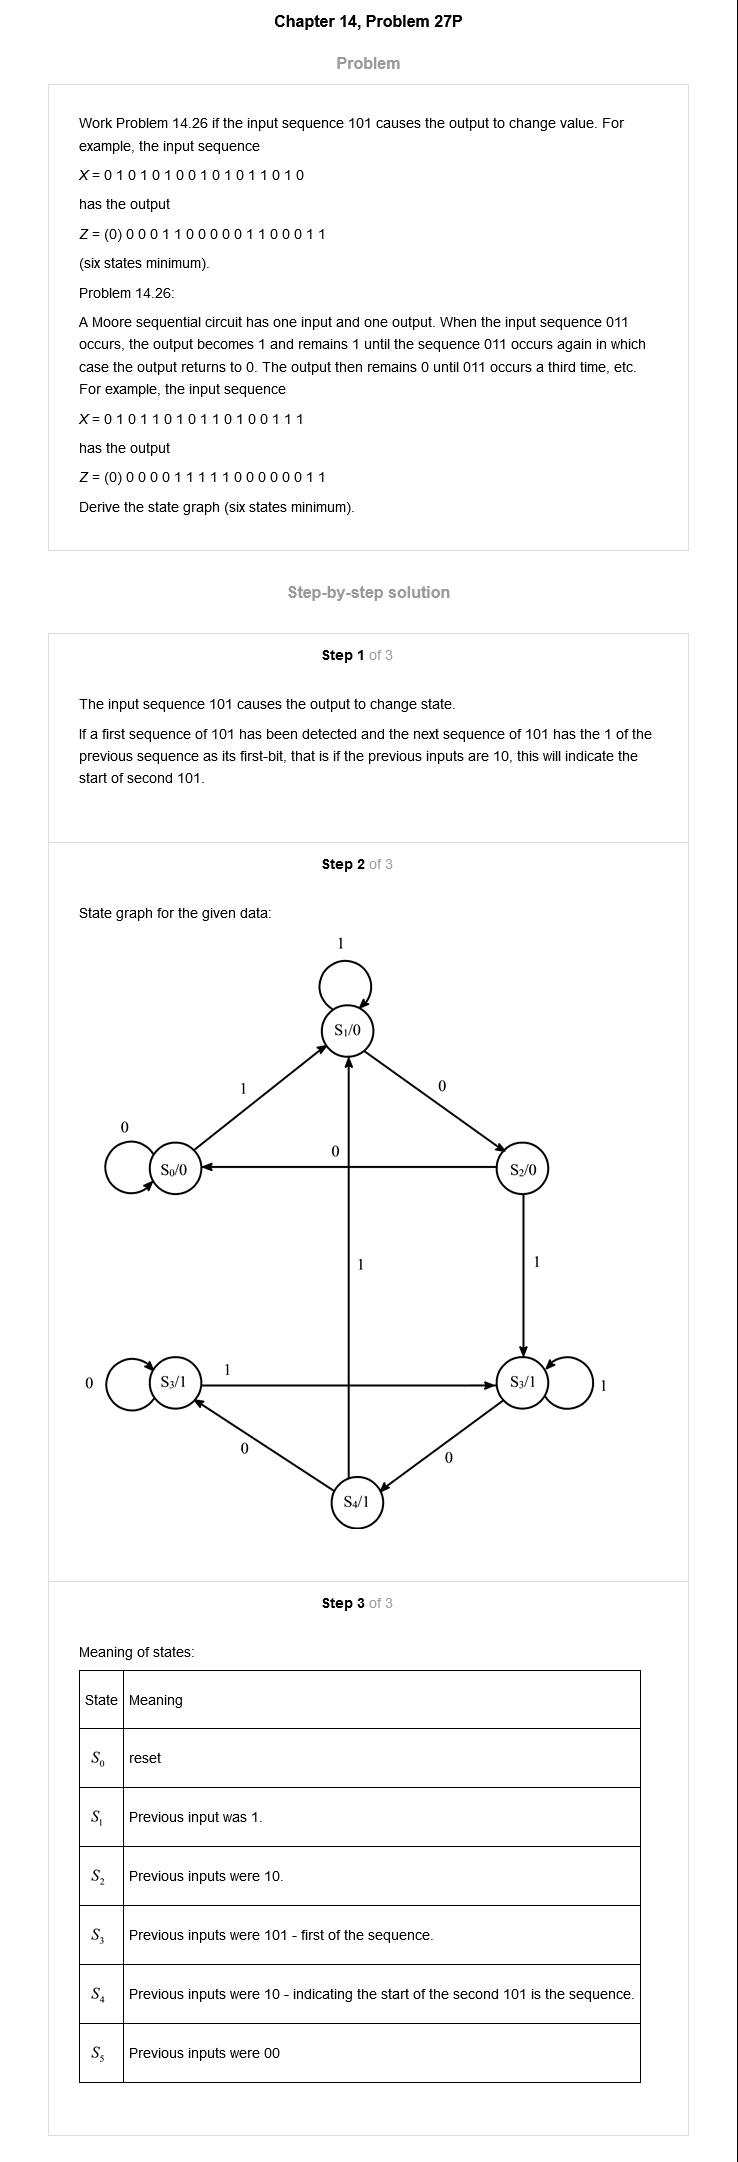 Chapter 14, Problem 27P
Problem
Work Problem 14.26 if the input sequence 101 causes the output to change value. For
example, the input sequence
X = 0 1 0 1 0 1 0 0 1 0 1 0 1 1 0 1 0
has the output
Z = (0) 0 0 0 1 1 0 0 0 0 0 1 1 0 0 0 1 1
(six states minimum).
Problem 14.26:
A Moore sequential circuit has one input and one output. When the input sequence 011
occurs, the output becomes 1 and remains 1 until the sequence 011 occurs again in which
case the output returns to 0. The output then remains 0 until 011 occurs a third time, etc.
For example, the input sequence
X = 0 1 0 1 1 0 1 0 1 1 0 1 0 0 1 1 1
has the output
Z = (0) 0 0 0 0 1 1 1 1 1 0 0 0 0 0 0 1 1
Derive the state graph (six states minimum).
Step-by-step solution
Step 1 of 3
The input sequence 101 causes the output to change state.
If a first sequence of 101 has been detected and the next sequence of 101 has the 1 of the
previous sequence as its first-bit, that is if the previous inputs are 10, this will indicate the
start of second 101.
Step 2 of 3
State graph for the given data:
1
S1/0
1
0
0
0
S0/0
S2/0
1
1
1
0
S3/1
S3/1
1
0
0
S4/1
Step 3 of 3
Meaning of states:
State Meaning
S0 reset
S1 Previous input was 1.
S2 Previous inputs were 10.
S3 Previous inputs were 101 - first of the sequence.
S4 Previous inputs were 10 - indicating the start of the second 101 is the sequence.
S5 Previous inputs were 00